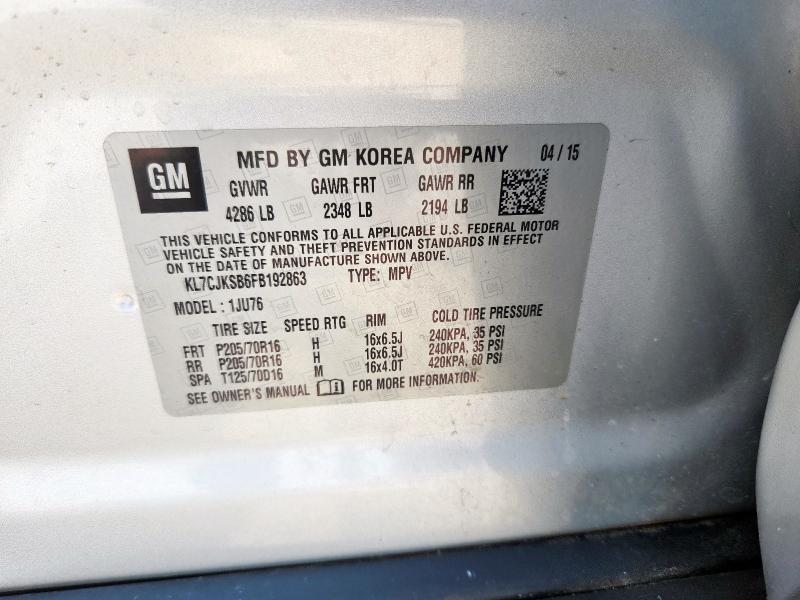 GM MFD BY GM KOREA COMPANY 04 / 15
GVWR GAWR FRT GAWR RR
4286 LB 2348 LB 2194 LB
THIS VEHICLE CONFORMS TO ALL APPLICABLE U.S. FEDERAL MOTOR
VEHICLE SAFETY AND THEFT PREVENTION STANDARDS IN EFFECT
ON THE DATE OF MANUFACTURE SHOWN ABOVE.
KL7CJKSB6FB192863 TYPE: MPV
MODEL : 1JU76
TIRE SIZE SPEED RTG RIM COLD TIRE PRESSURE
FRT P205/70R16 H 16x6.5J 240KPA, 35 PSI
RR P205/70R16 H 16x6.5J 240KPA, 35 PSI
SPA T125/70D16 M 16x4.0T 420KPA, 60 PSI
SEE OWNER'S MANUAL FOR MORE INFORMATION.